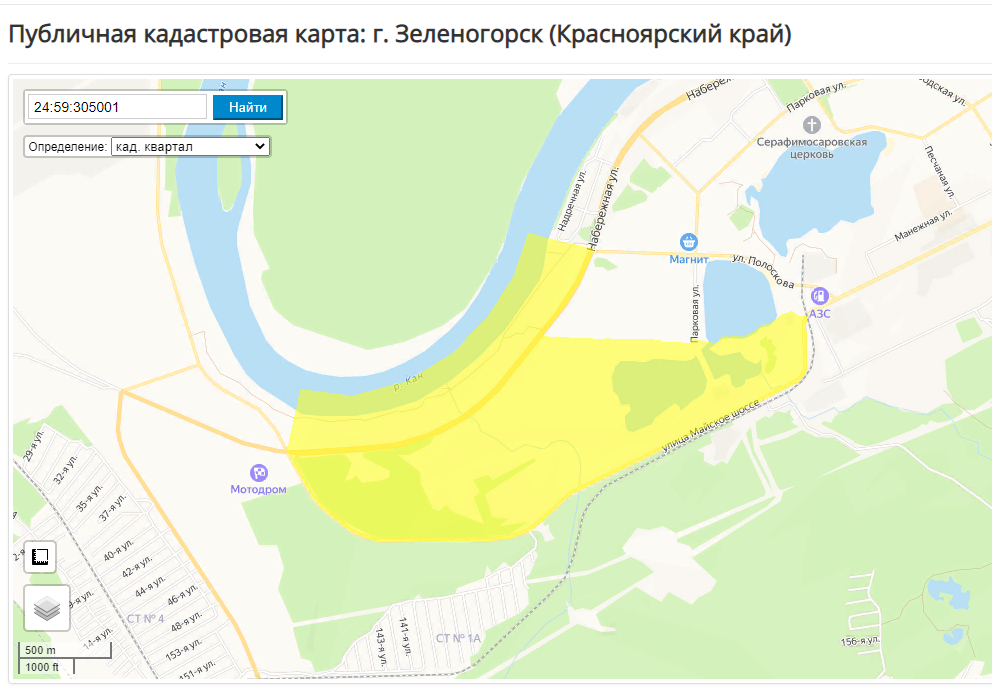 Публичная кадастровая карта: г. Зеленогорск (Красноярский край)
24:59:305001
Найти
Определение:
кад. квартал
Парковая ул.
Серафимосаровская
церковь
Песчаная ул.
Манежная ул.
Надречная ул.
Набережная ул.
Магнит
ул. Полоскова
АЗС
Парковая ул.
р. Кан
улица Майское шоссе
Мотодром
29-я ул.
32-я ул.
35-я ул.
37-я ул.
40-я ул.
42-я ул.
44-я ул.
46-я ул.
48-я ул.
СТ № 4
14-я ул.
153-я ул.
151-я ул.
143-я ул.
141-я ул.
СТ № 1А
156-я ул.
500 m
1000 ft